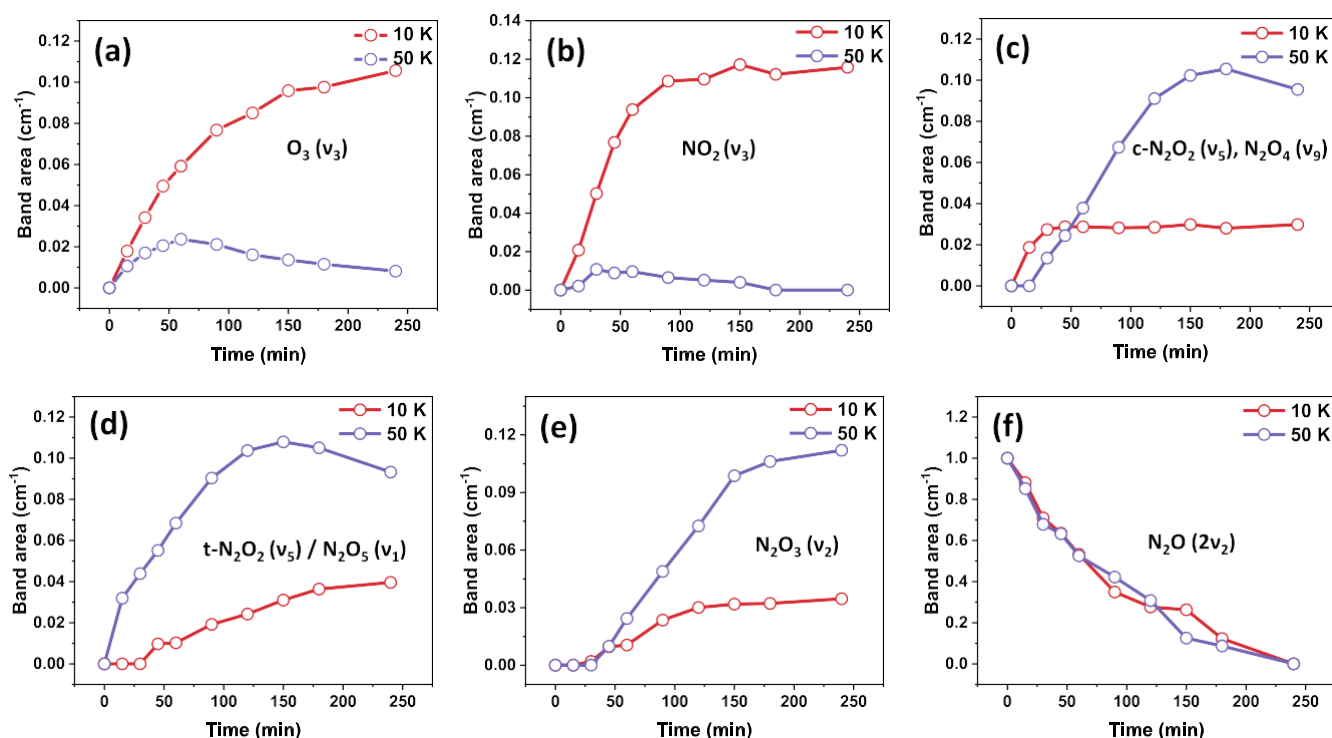 (a)
10 K
50 K
O₃ (ν₃)
Band area (cm⁻¹)
0.12
0.10
0.08
0.06
0.04
0.02
0.00
0 50 100 150 200 250
Time (min)
(b)
10 K
50 K
NO₂ (ν₃)
Band area (cm⁻¹)
0.14
0.12
0.10
0.08
0.06
0.04
0.02
0.00
0 50 100 150 200 250
Time (min)
(c)
10 K
50 K
c-N₂O₂ (ν₅), N₂O₄ (ν₉)
Band area (cm⁻¹)
0.12
0.10
0.08
0.06
0.04
0.02
0.00
0 50 100 150 200 250
Time (min)
(d)
10 K
50 K
t-N₂O₂ (ν₅) / N₂O₅ (ν₁)
Band area (cm⁻¹)
0.12
0.10
0.08
0.06
0.04
0.02
0.00
0 50 100 150 200 250
Time (min)
(e)
10 K
50 K
N₂O₃ (ν₂)
Band area (cm⁻¹)
0.12
0.09
0.06
0.03
0.00
0 50 100 150 200 250
Time (min)
(f)
10 K
50 K
N₂O (2ν₂)
Band area (cm⁻¹)
1.2
1.0
0.8
0.6
0.4
0.2
0.0
0 50 100 150 200 250
Time (min)